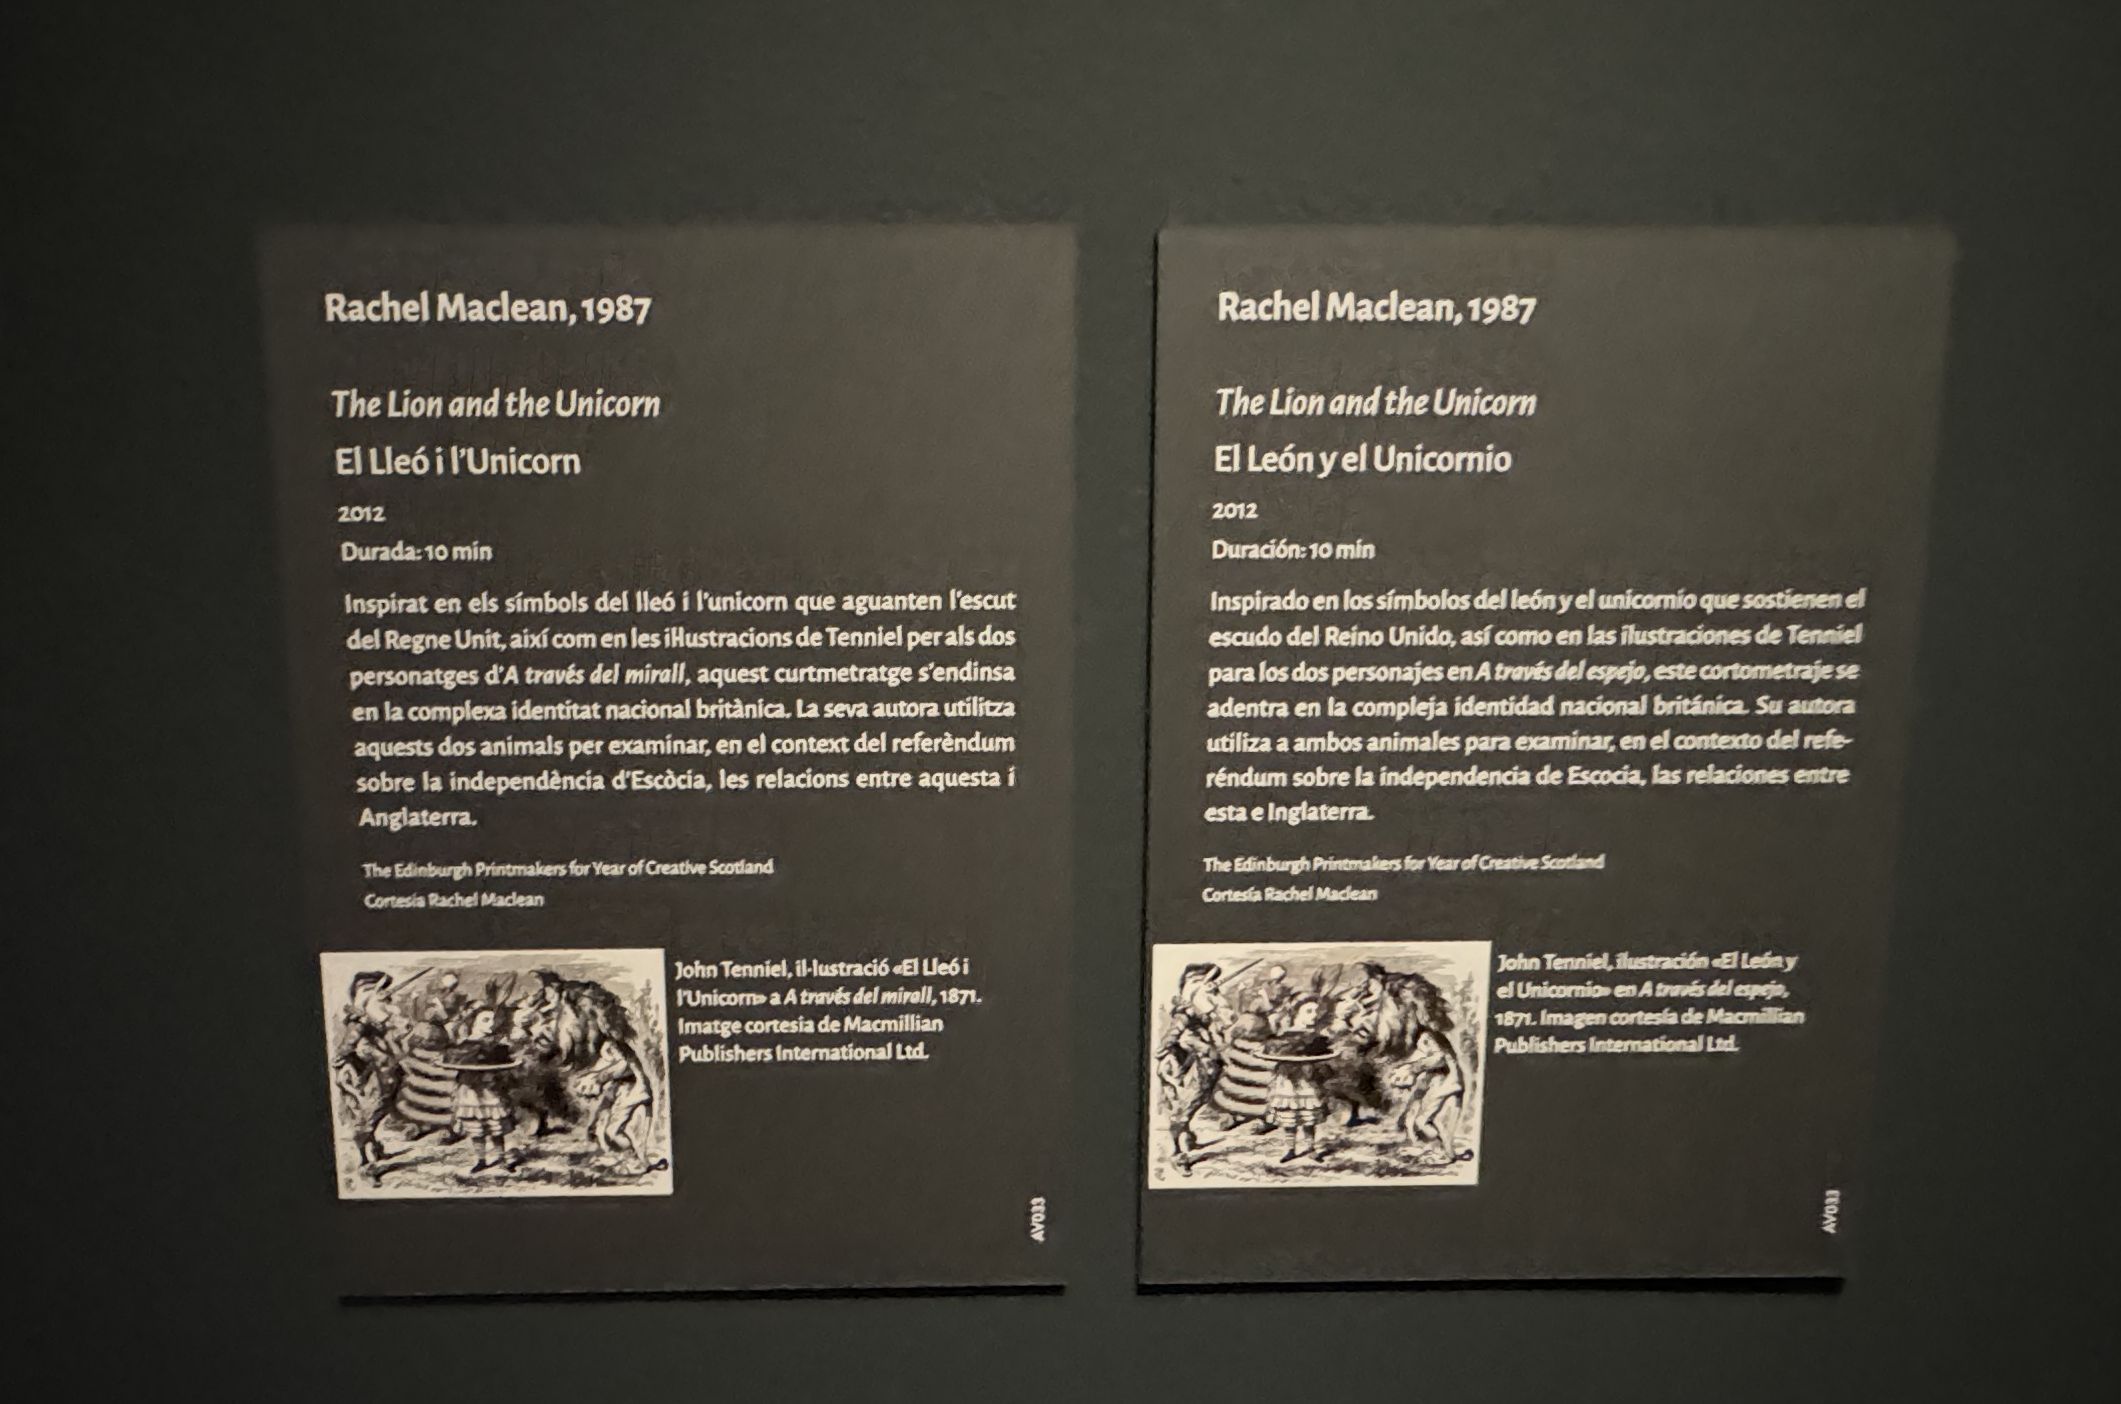 Rachel Maclean, 1987
The Lion and the Unicorn
El Lleó i l'Unicorn
2012
Durada: 10 min
Inspirat en els símbols del lleó i l'unicorn que aguanten l'escut
del Regne Unit, així com en les il·lustracions de Tenniel per als dos
personatges d'A través del mirall, aquest curtmetratge s'endinsa
en la complexa identitat nacional britànica. La seva autora utilitza
aquests dos animals per examinar, en el context del referèndum
sobre la independència d'Escòcia, les relacions entre aquesta i
Anglaterra.
The Edinburgh Printmakers for Year of Creative Scotland
Cortesia Rachel Maclean
John Tenniel, il·lustració «El Lleó i
l'Unicorn» a A través del mirall, 1871.
Imatge cortesia de Macmillian
Publishers International Ltd.
AV033
Rachel Maclean, 1987
The Lion and the Unicorn
El León y el Unicornio
2012
Duración: 10 min
Inspirado en los símbolos del león y el unicornio que sostienen el
escudo del Reino Unido, así como en las ilustraciones de Tenniel
para los dos personajes en A través del espejo, este cortometraje se
adentra en la compleja identidad nacional británica. Su autora
utiliza a ambos animales para examinar, en el contexto del refe-
réndum sobre la independencia de Escocia, las relaciones entre
esta e Inglaterra.
The Edinburgh Printmakers for Year of Creative Scotland
Cortesía Rachel Maclean
John Tenniel, ilustración «El León y
el Unicornio» en A través del espejo,
1871. Imagen cortesía de Macmillian
Publishers International Ltd.
AV033